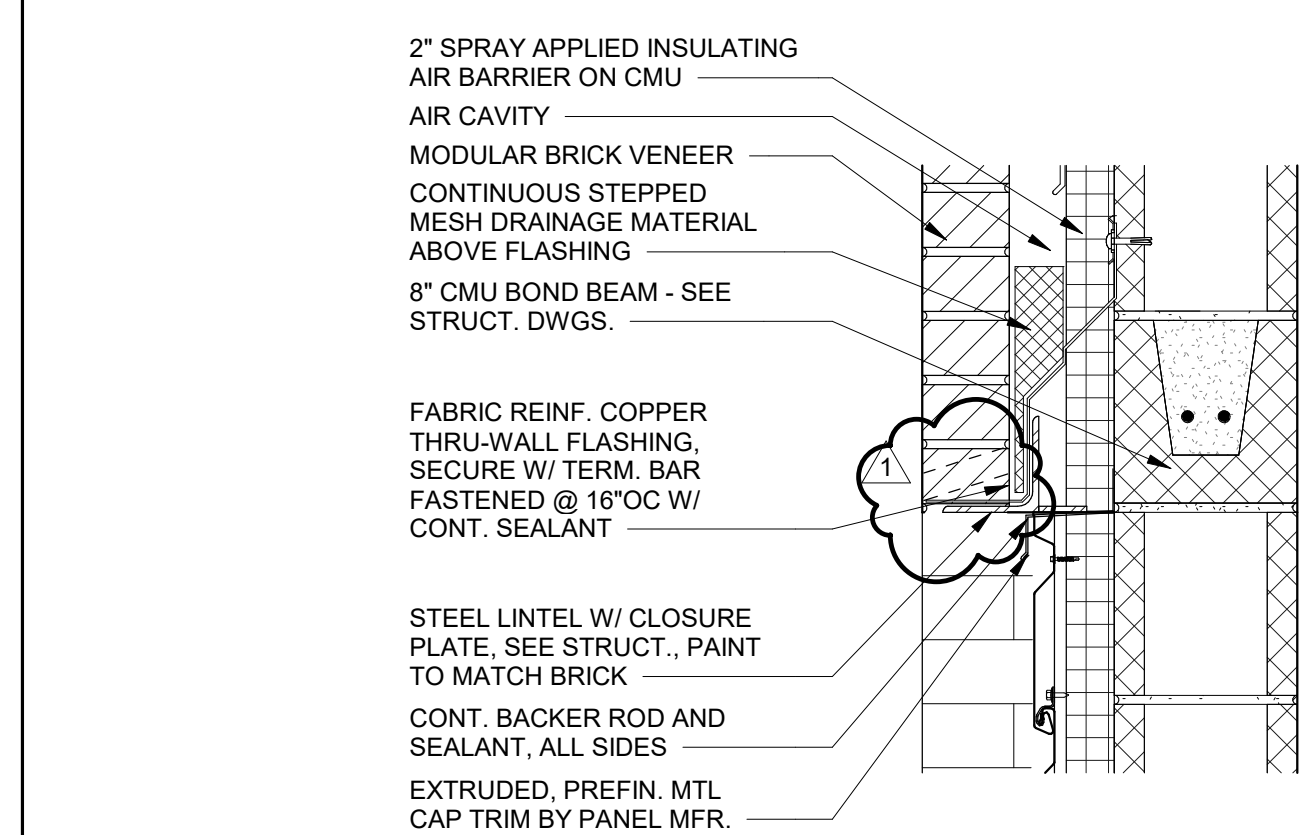 2" SPRAY APPLIED INSULATING
AIR BARRIER ON CMU
AIR CAVITY
MODULAR BRICK VENEER
CONTINUOUS STEPPED
MESH DRAINAGE MATERIAL
ABOVE FLASHING
8" CMU BOND BEAM - SEE
STRUCT. DWGS.
FABRIC REINF. COPPER
THRU-WALL FLASHING,
SECURE W/ TERM. BAR
FASTENED @ 16"OC W/
CONT. SEALANT
1
STEEL LINTEL W/ CLOSURE
PLATE, SEE STRUCT., PAINT
TO MATCH BRICK
CONT. BACKER ROD AND
SEALANT, ALL SIDES
EXTRUDED, PREFIN. MTL
CAP TRIM BY PANEL MFR.